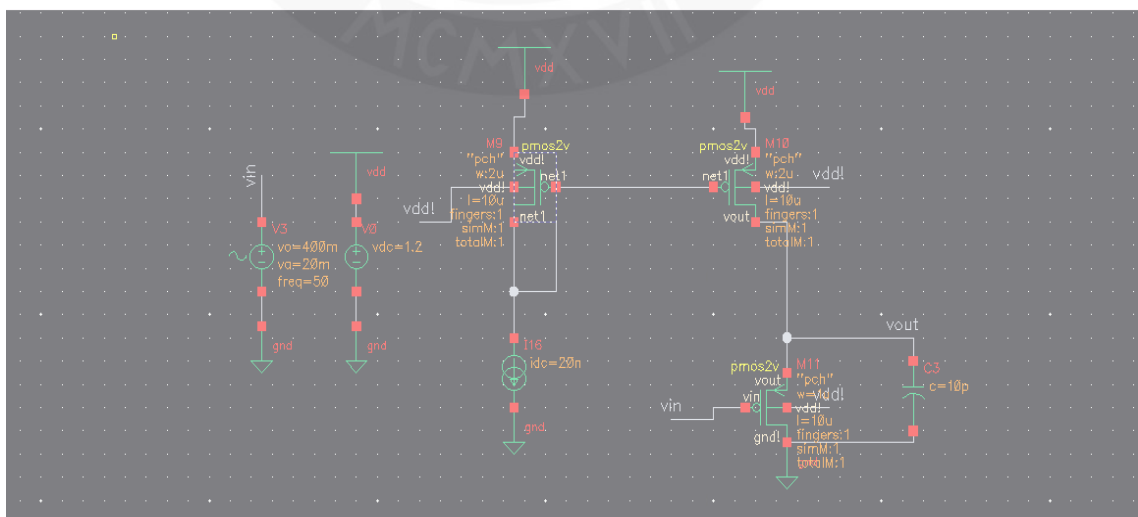 MCMXVII
vdd
vdd
M9
pmos2v
vdd!
"pch"
w:2u
net1
vdd!
l=10u
fingers:1
net1
simM:1
totalM:1
vdd!
pmos2v
M10
vdd!
"pch"
w:2u
net1
vdd!
vdd!
l=10u
vout
fingers:1
simM:1
totalM:1
vin
V3
vo=400m
va=20m
freq=50
gnd
vdd
V0
vdc=1.2
gnd
I16
idc=20n
gnd
vout
pmos2v
M11
vout
"pch"
vin
vin
vdd!
vdd!
l=10u
gnd!
fingers:1
simM:1
totalM:1
C3
c=10p